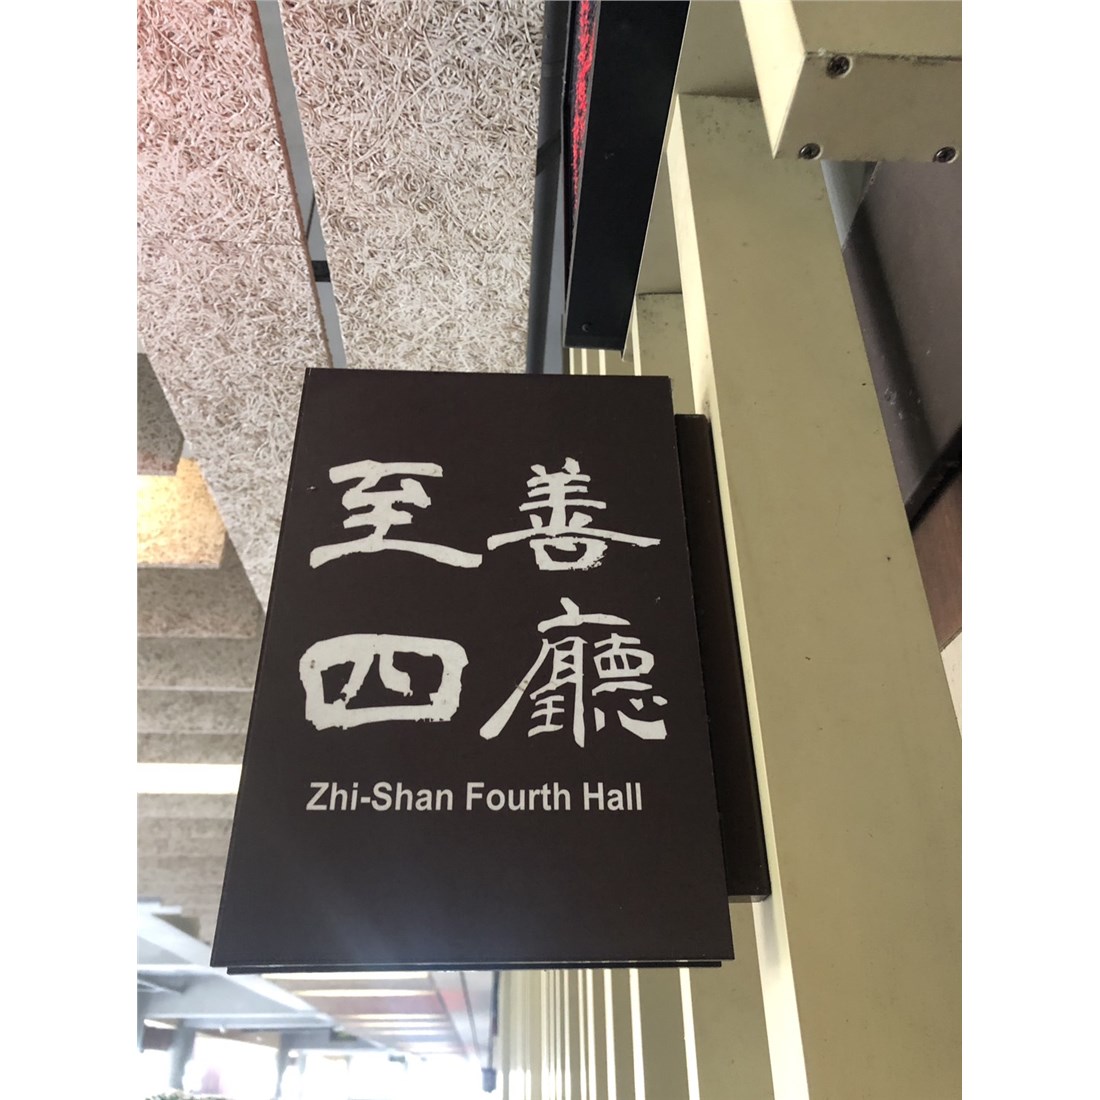 至善
四廳
Zhi-Shan Fourth Hall